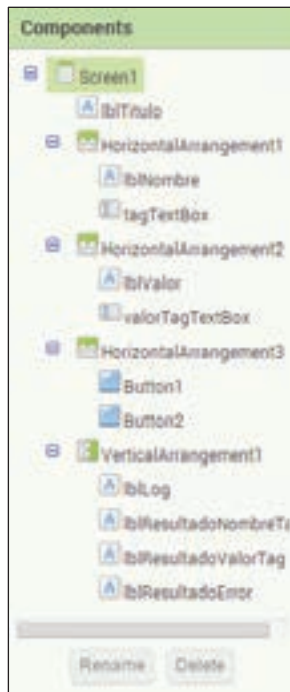 Components
Screen1
lblTitulo
HorizontalArrangement1
lblNombre
tagTextBox
HorizontalArrangement2
lblValor
valorTagTextBox
HorizontalArrangement3
Button1
Button2
VerticalArrangement1
lblLog
lblResultadoNombreTa
lblResultadoValorTag
lblResultadoError
Rename
Delete